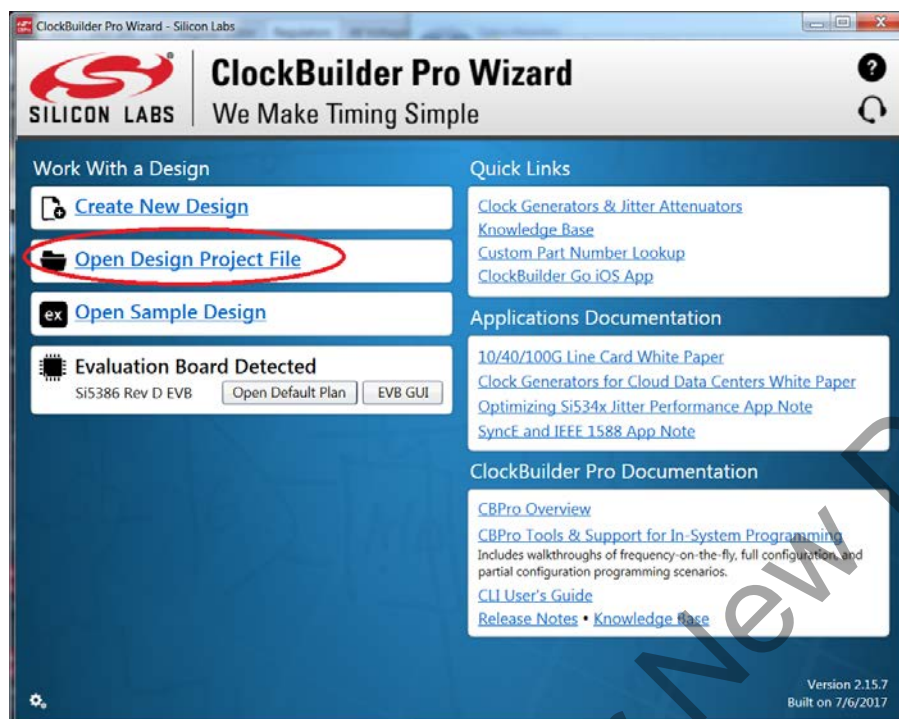 ClockBuilder Pro Wizard - Silicon Labs
SILICON LABS
ClockBuilder Pro Wizard
We Make Timing Simple
?
Work With a Design
Create New Design
Open Design Project File
ex Open Sample Design
Evaluation Board Detected
Si5386 Rev D EVB Open Default Plan EVB GUI
Quick Links
Clock Generators & Jitter Attenuators
Knowledge Base
Custom Part Number Lookup
ClockBuilder Go iOS App
Applications Documentation
10/40/100G Line Card White Paper
Clock Generators for Cloud Data Centers White Paper
Optimizing Si534x Jitter Performance App Note
SyncE and IEEE 1588 App Note
ClockBuilder Pro Documentation
CBPro Overview
CBPro Tools & Support for In-System Programming
Includes walkthroughs of frequency-on-the-fly, full configuration, and
partial configuration programming scenarios.
CLI User's Guide
Release Notes • Knowledge Base
Version 2.15.7
Built on 7/6/2017
New